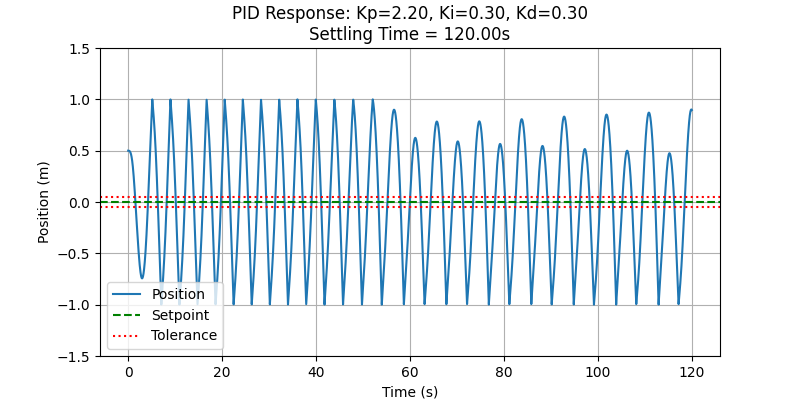 PID Response: Kp=2.20, Ki=0.30, Kd=0.30
Settling Time = 120.00s
Position (m)
1.5
1.0
0.5
0.0
−0.5
−1.0
−1.5
Position
Setpoint
Tolerance
0 20 40 60 80 100 120
Time (s)